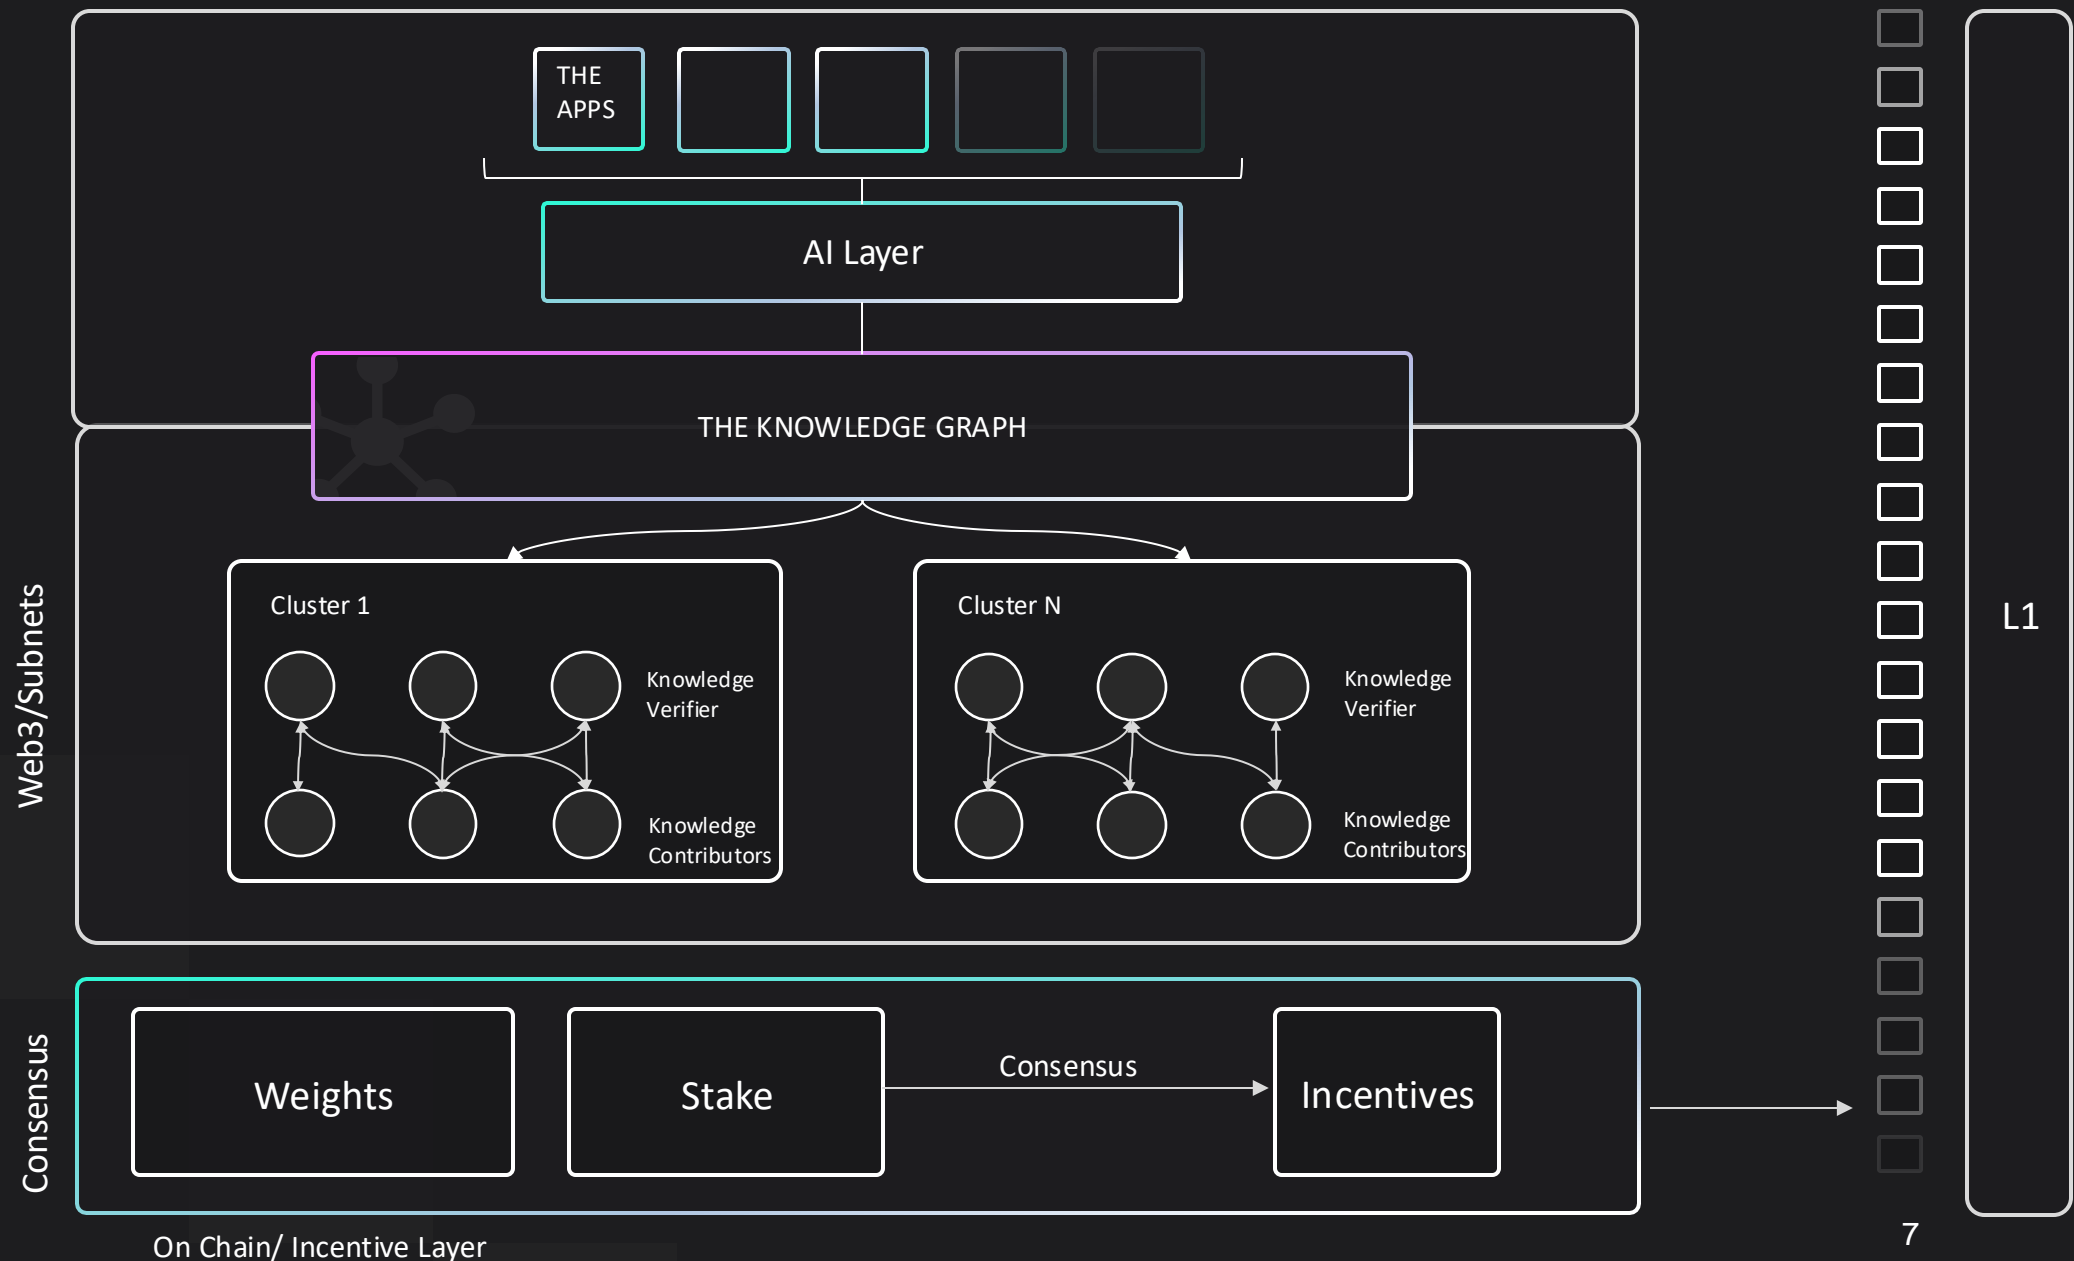 THE
APPS
AI Layer
THE KNOWLEDGE GRAPH
Web3/Subnets
Cluster 1
Knowledge
Verifier
Knowledge
Contributors
Cluster N
Knowledge
Verifier
Knowledge
Contributors
L1
Consensus
Weights
Stake
Consensus
Incentives
On Chain/ Incentive Layer
7